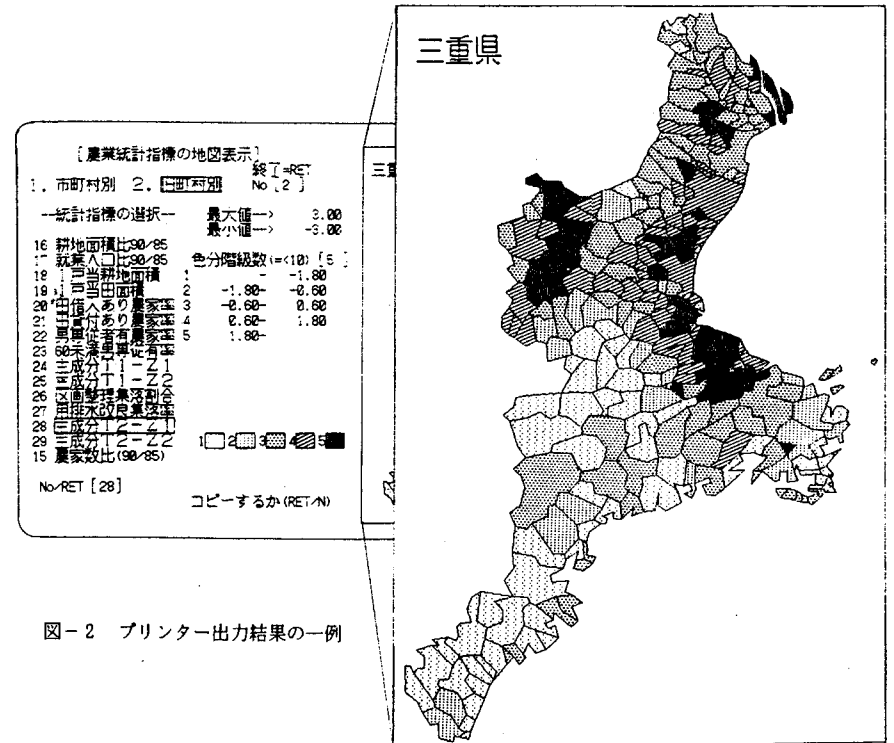 三重県
[農業統計指標の地図表示]
終了=RET
1. 市町村別 2. 旧町村別 No [2 ]
--統計指標の選択-- 最大値--> 3.00
最小値--> -3.00
16 耕地面積比90/85
17 就業人口比90/85 色分階級数(=<10) [5 ]
18 1戸当耕地面積 1 - -1.80
19 1戸当田面積 2 -1.80- -0.60
20 田借入あり農家率 3 -0.60- 0.60
21 田貸付あり農家率 4 0.60- 1.80
22 男専従者有農家率 5 1.80-
23 60未満男専従有率
24 主成分T1-Z1
25 主成分T1-Z2
26 区画整理集落割合
27 用排水改良集落率
28 主成分T2-Z1
29 主成分T2-Z2 1 2 3 4 5
15 農家数比(90/85)
No/RET [28]
コピーするか(RET/N)
図-2 プリンター出力結果の一例